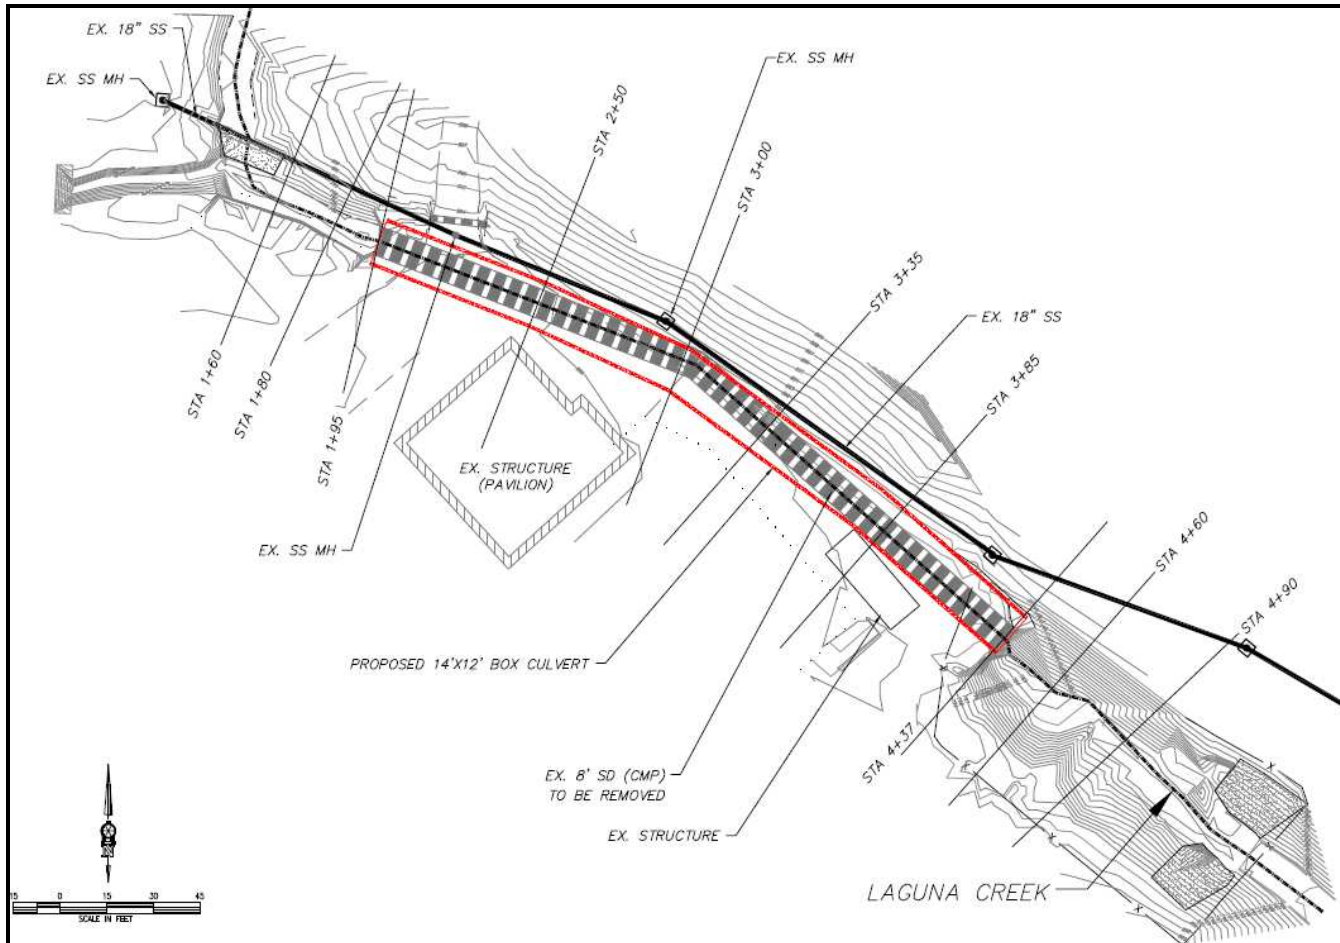 EX. 18" SS
EX. SS MH
EX. SS MH
STA 2+50
STA 3+00
STA 3+35
EX. 18" SS
STA 3+85
STA 1+60
STA 1+80
STA 1+95
EX. STRUCTURE
(PAVILION)
EX. SS MH
STA 4+60
STA 4+90
PROPOSED 14'X12' BOX CULVERT
STA 4+37
EX. 8' SD (CMP)
TO BE REMOVED
EX. STRUCTURE
LAGUNA CREEK
15 0 15 30 45
SCALE IN FEET